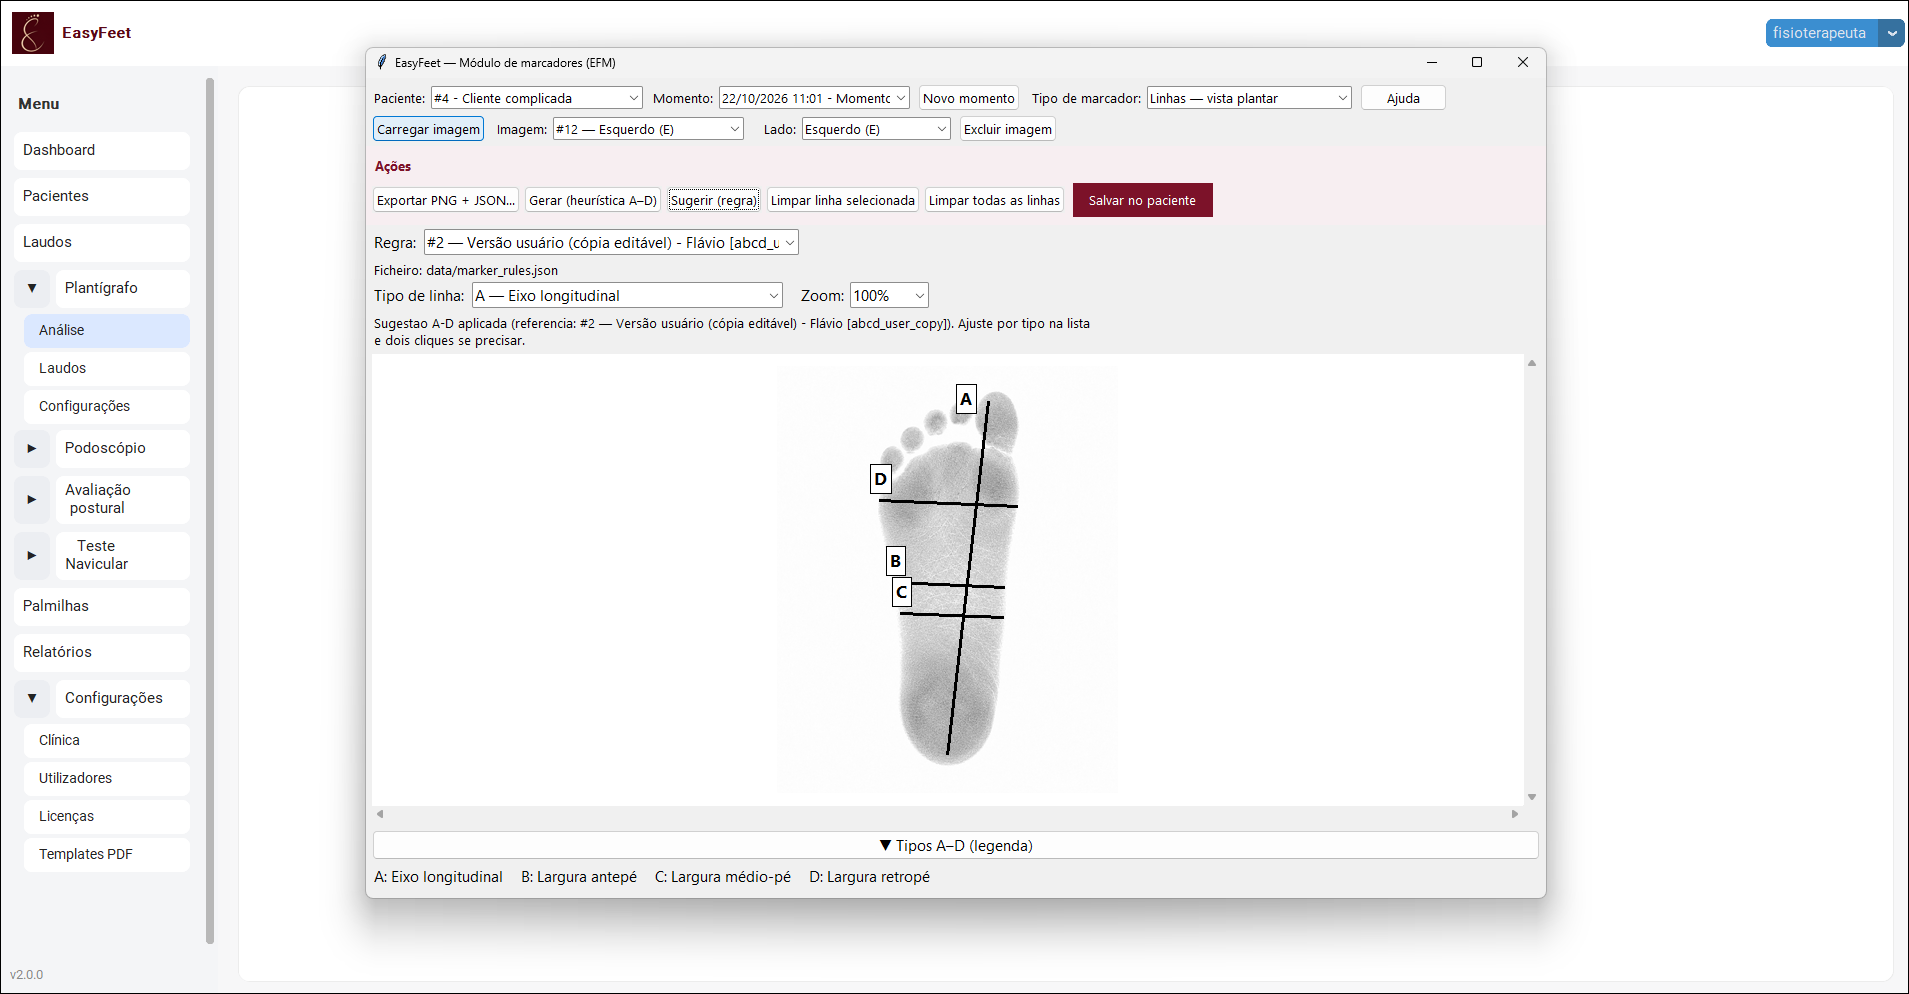 EasyFeet
fisioterapeuta
Menu
Dashboard
Pacientes
Laudos
▼ Plantígrafo
Análise
Laudos
Configurações
► Podoscópio
► Avaliação
postural
► Teste
Navicular
Palmilhas
Relatórios
▼ Configurações
Clínica
Utilizadores
Licenças
Templates PDF
v2.0.0
EasyFeet — Módulo de marcadores (EFM)
Paciente: #4 - Cliente complicada Momento: 22/10/2026 11:01 - Momento Novo momento Tipo de marcador: Linhas — vista plantar Ajuda
Carregar imagem Imagem: #12 — Esquerdo (E) Lado: Esquerdo (E) Excluir imagem
Ações
Exportar PNG + JSON... Gerar (heurística A–D) Sugerir (regra) Limpar linha selecionada Limpar todas as linhas Salvar no paciente
Regra: #2 — Versão usuário (cópia editável) - Flávio [abcd_u
Ficheiro: data/marker_rules.json
Tipo de linha: A — Eixo longitudinal Zoom: 100%
Sugestao A-D aplicada (referencia: #2 — Versão usuário (cópia editável) - Flávio [abcd_user_copy]). Ajuste por tipo na lista
e dois cliques se precisar.
A
D
B
C
▼ Tipos A–D (legenda)
A: Eixo longitudinal B: Largura antepé C: Largura médio-pé D: Largura retropé